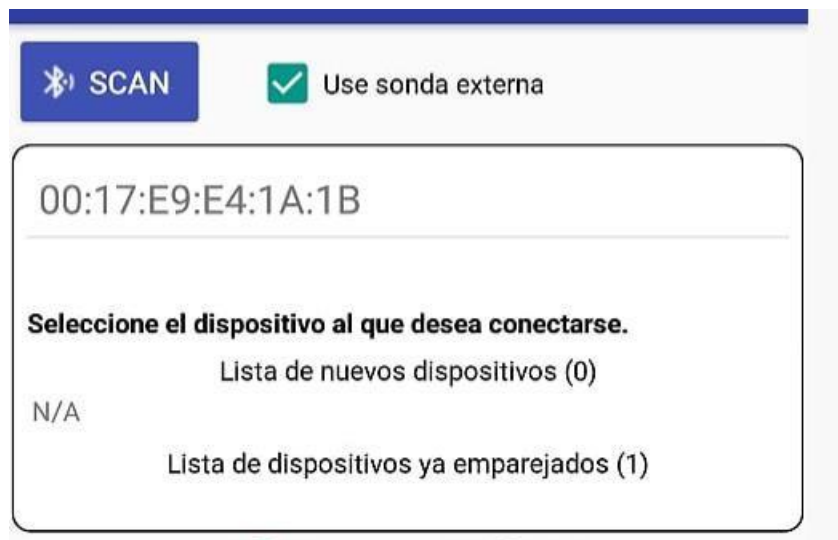 SCAN
Use sonda externa
00:17:E9:E4:1A:1B
Seleccione el dispositivo al que desea conectarse.
Lista de nuevos dispositivos (0)
N/A
Lista de dispositivos ya emparejados (1)